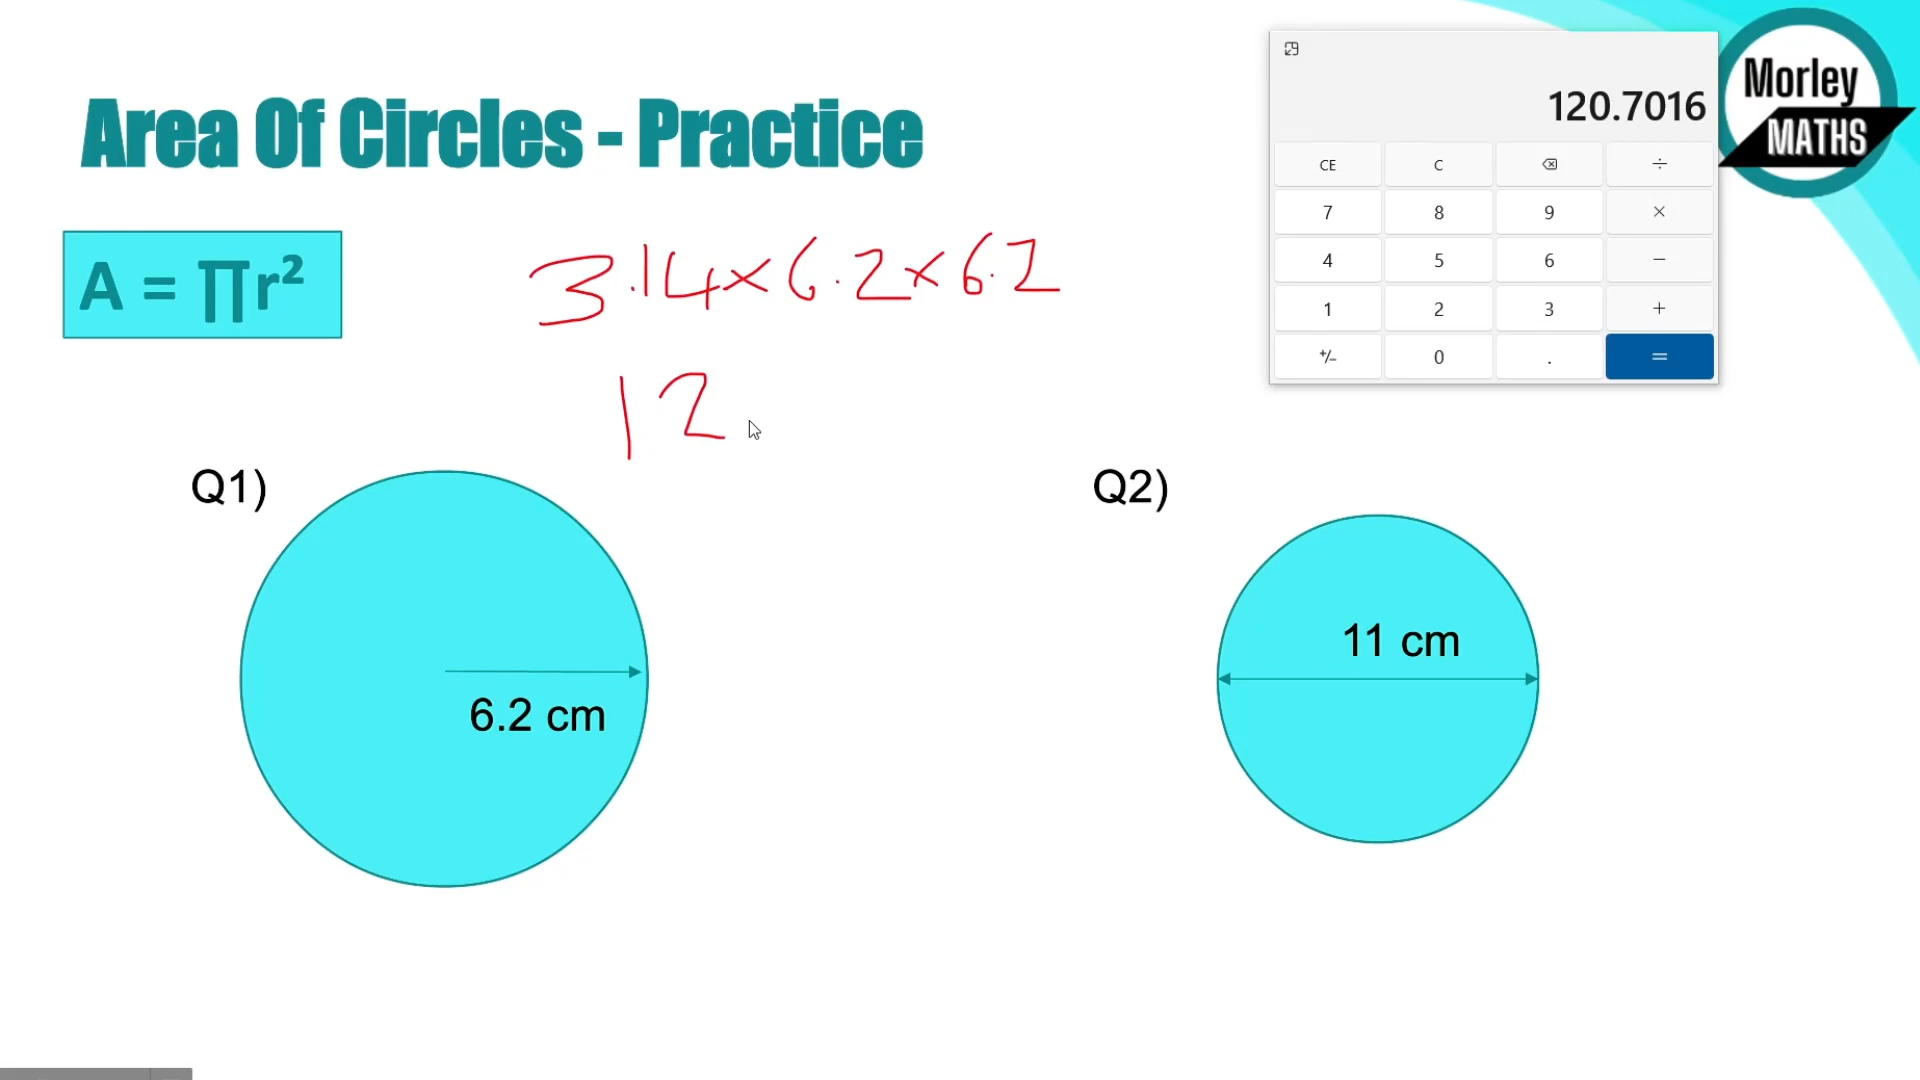 Morley
MATHS
120.7016
Area Of Circles - Practice
CE C ÷
7 8 9 ×
4 5 6 −
1 2 3 +
+/− 0 . =
A = ∏r²
3.14×6.2×6.2
12
Q1)
Q2)
11 cm
6.2 cm